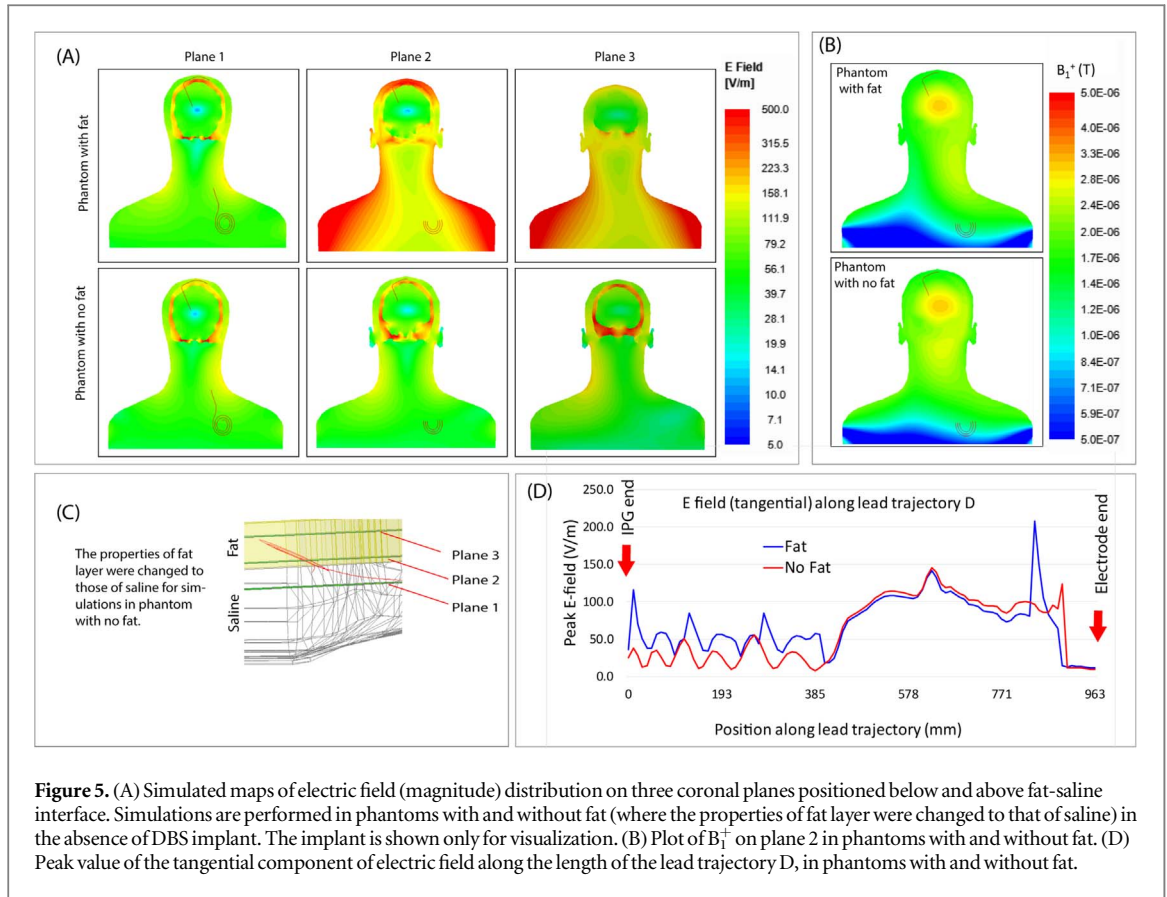 (A)
Plane 1
Plane 2
Plane 3
Phantom with fat
Phantom with no fat
E Field
[V/m]
500.0
315.5
223.3
158.1
111.9
79.2
56.1
39.7
28.1
19.9
14.1
10.0
7.1
5.0
(B)
Phantom
with fat
Phantom
with no fat
B₁⁺ (T)
5.0E-06
4.0E-06
3.3E-06
2.4E-06
2.0E-06
1.7E-06
1.4E-06
1.0E-06
8.4E-07
7.1E-07
5.9E-07
5.0E-07
(C)
The properties of fat
layer were changed to
those of saline for sim-
ulations in phantom
with no fat.
Fat
Saline
Plane 3
Plane 2
Plane 1
(D)
E field (tangential) along lead trajectory D
IPG end
Electrode end
Fat
No Fat
Peak E-field (V/m)
250.0
200.0
150.0
100.0
50.0
0.0
0 193 385 578 771 963
Position along lead trajectory (mm)
Figure 5. (A) Simulated maps of electric field (magnitude) distribution on three coronal planes positioned below and above fat-saline
interface. Simulations are performed in phantoms with and without fat (where the properties of fat layer were changed to that of saline) in
the absence of DBS implant. The implant is shown only for visualization. (B) Plot of B₁⁺ on plane 2 in phantoms with and without fat. (D)
Peak value of the tangential component of electric field along the length of the lead trajectory D, in phantoms with and without fat.